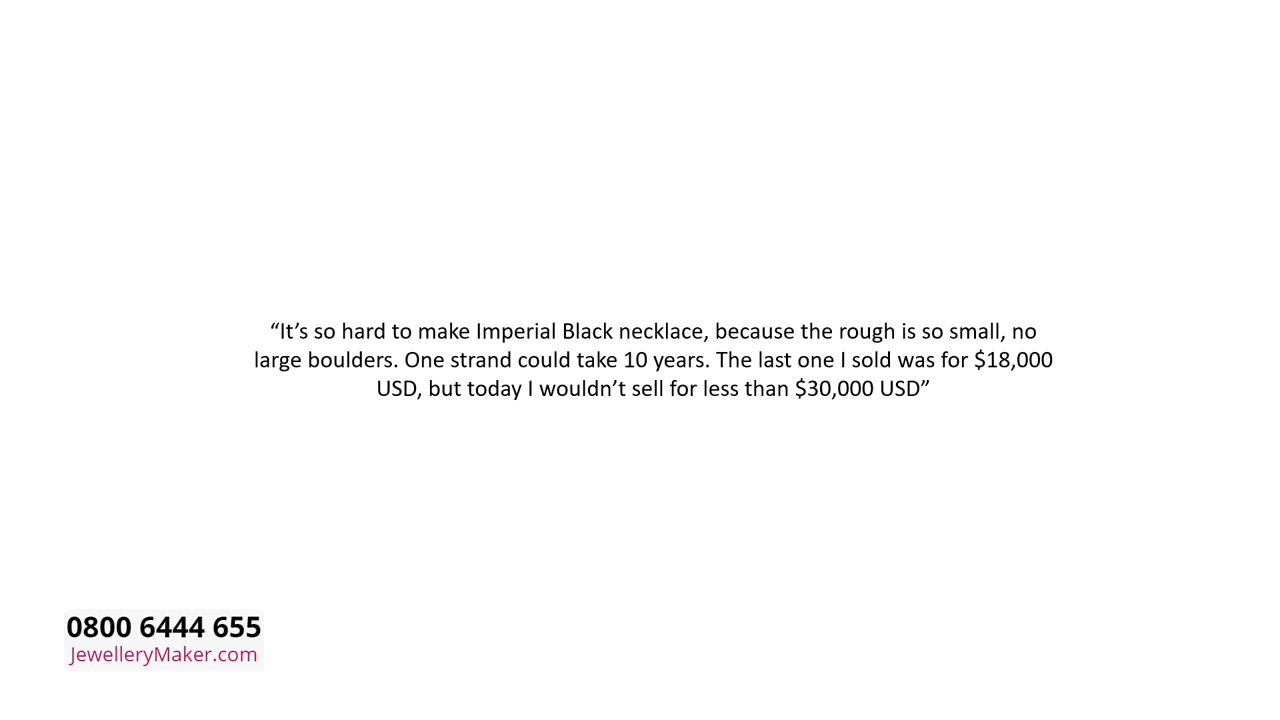 “It’s so hard to make Imperial Black necklace, because the rough is so small, no
large boulders. One strand could take 10 years. The last one I sold was for $18,000
USD, but today I wouldn’t sell for less than $30,000 USD”
0800 6444 655
JewelleryMaker.com